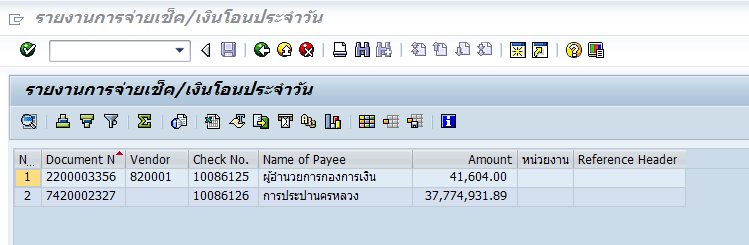 รายงานการจ่ายเช็ค/เงินโอนประจำวัน
รายงานการจ่ายเช็ค/เงินโอนประจำวัน
N... Document N Vendor Check No. Name of Payee Amount หน่วยงาน Reference Header
1 2200003356 820001 10086125 ผู้อำนวยการกองการเงิน 41,604.00
2 7420002327 10086126 การประปานครหลวง 37,774,931.89